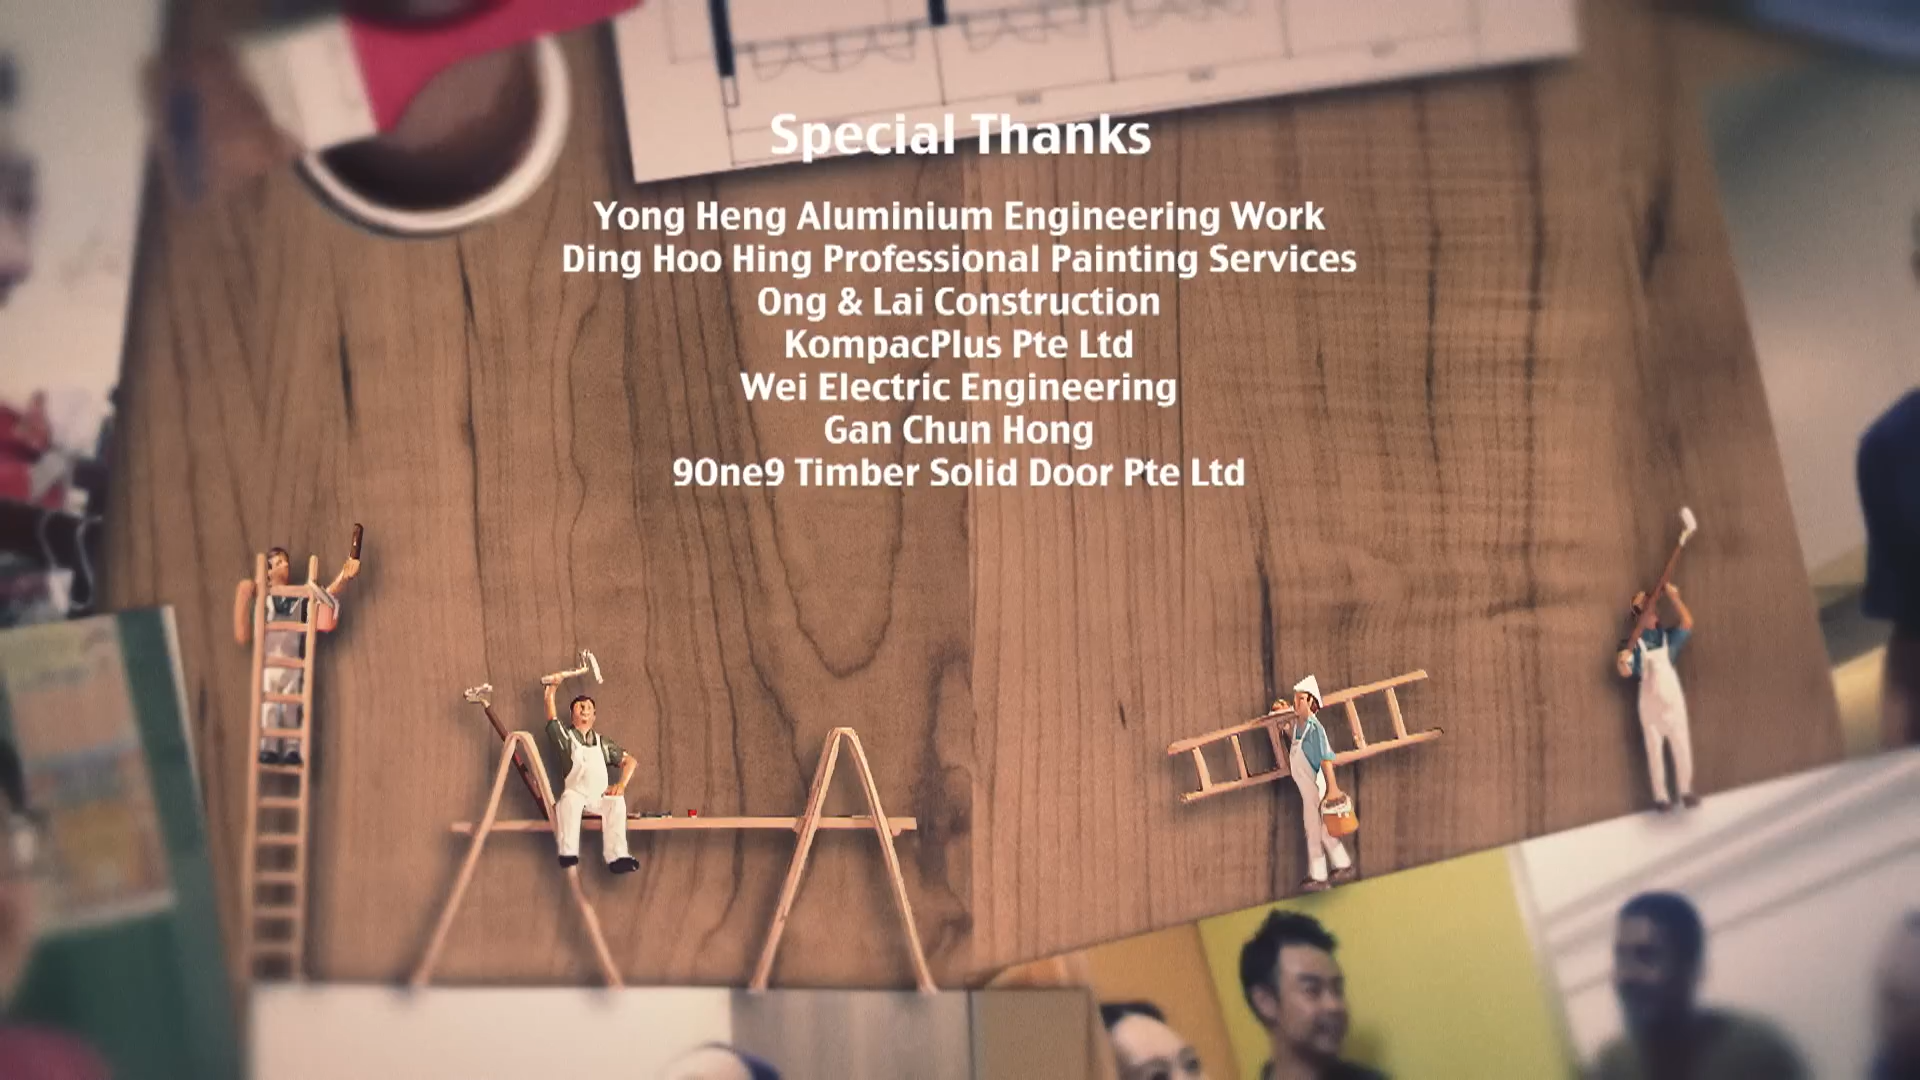 Special Thanks
Yong Heng Aluminium Engineering Work
Ding Hoo Hing Professional Painting Services
Ong & Lai Construction
KompacPlus Pte Ltd
Wei Electric Engineering
Gan Chun Hong
9One9 Timber Solid Door Pte Ltd